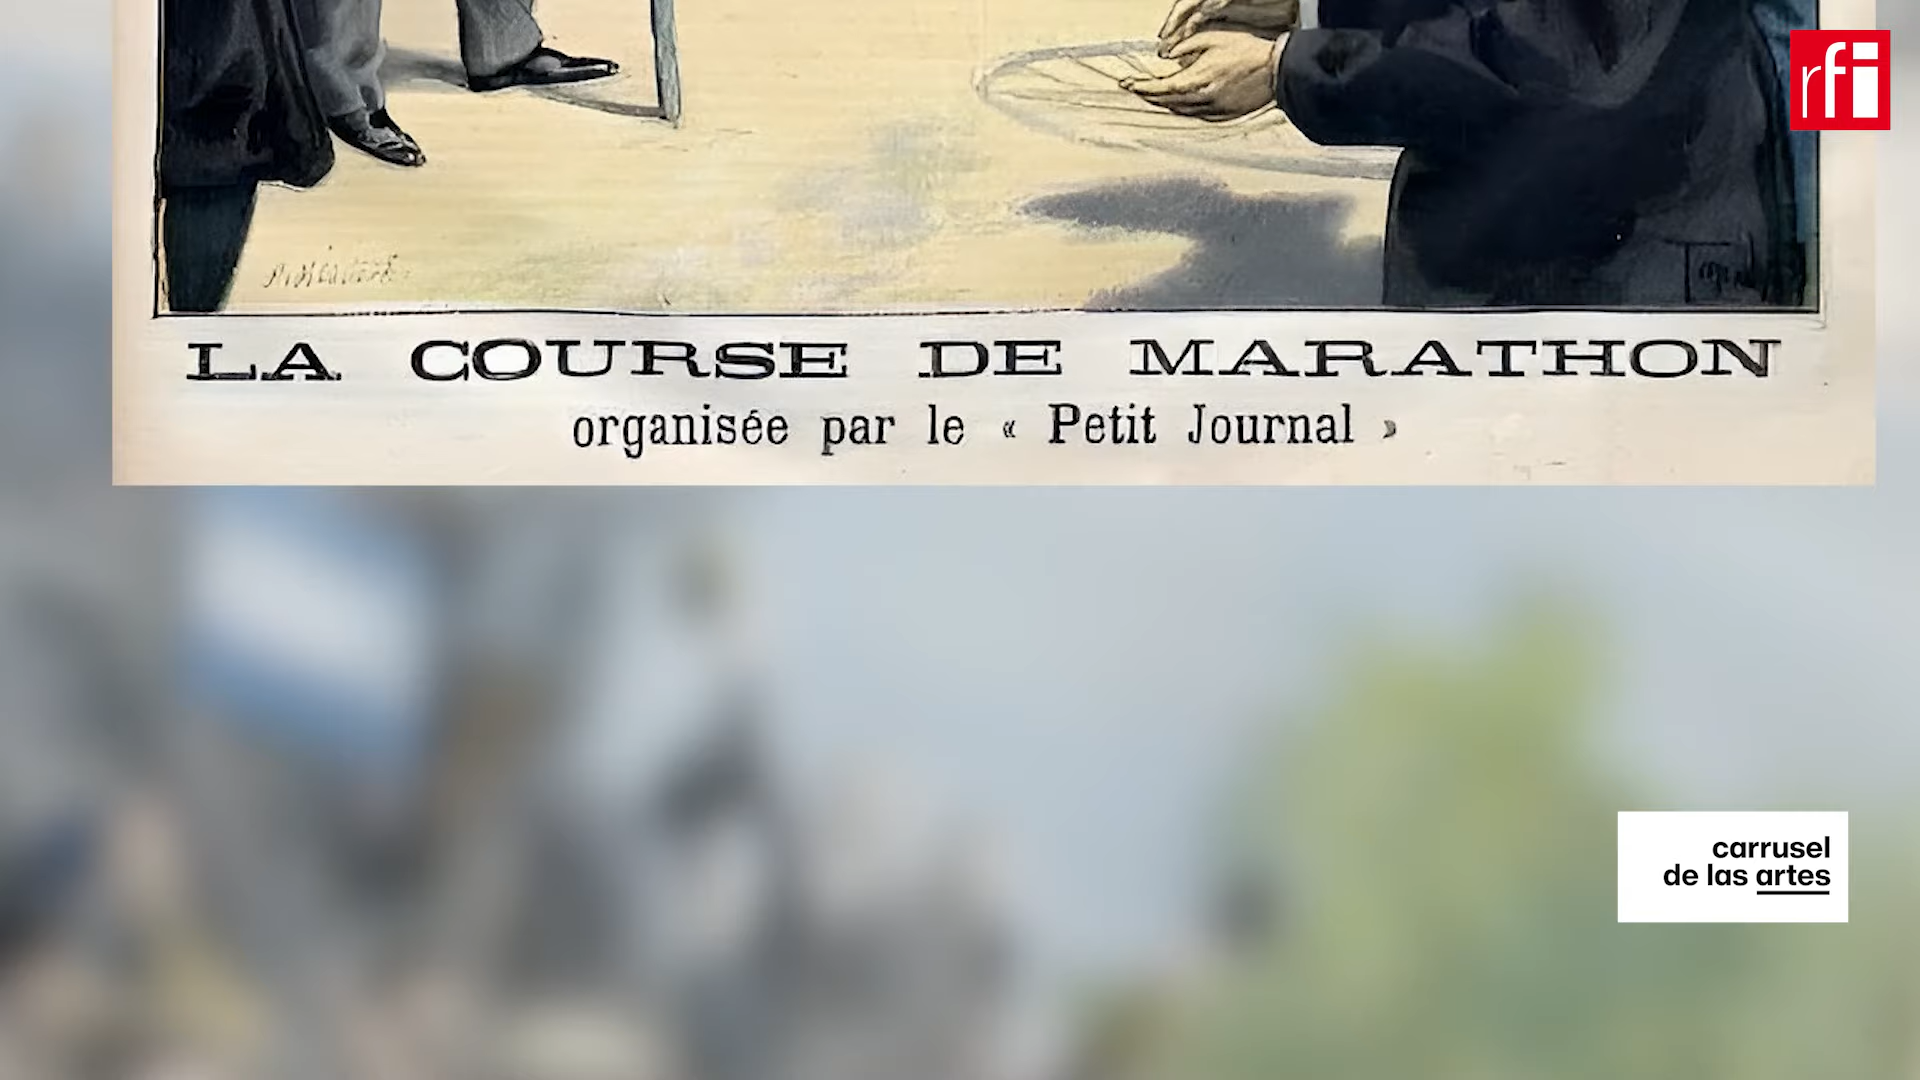 rfi
LA COURSE DE MARATHON
organisée par le « Petit Journal »
carrusel
de las artes